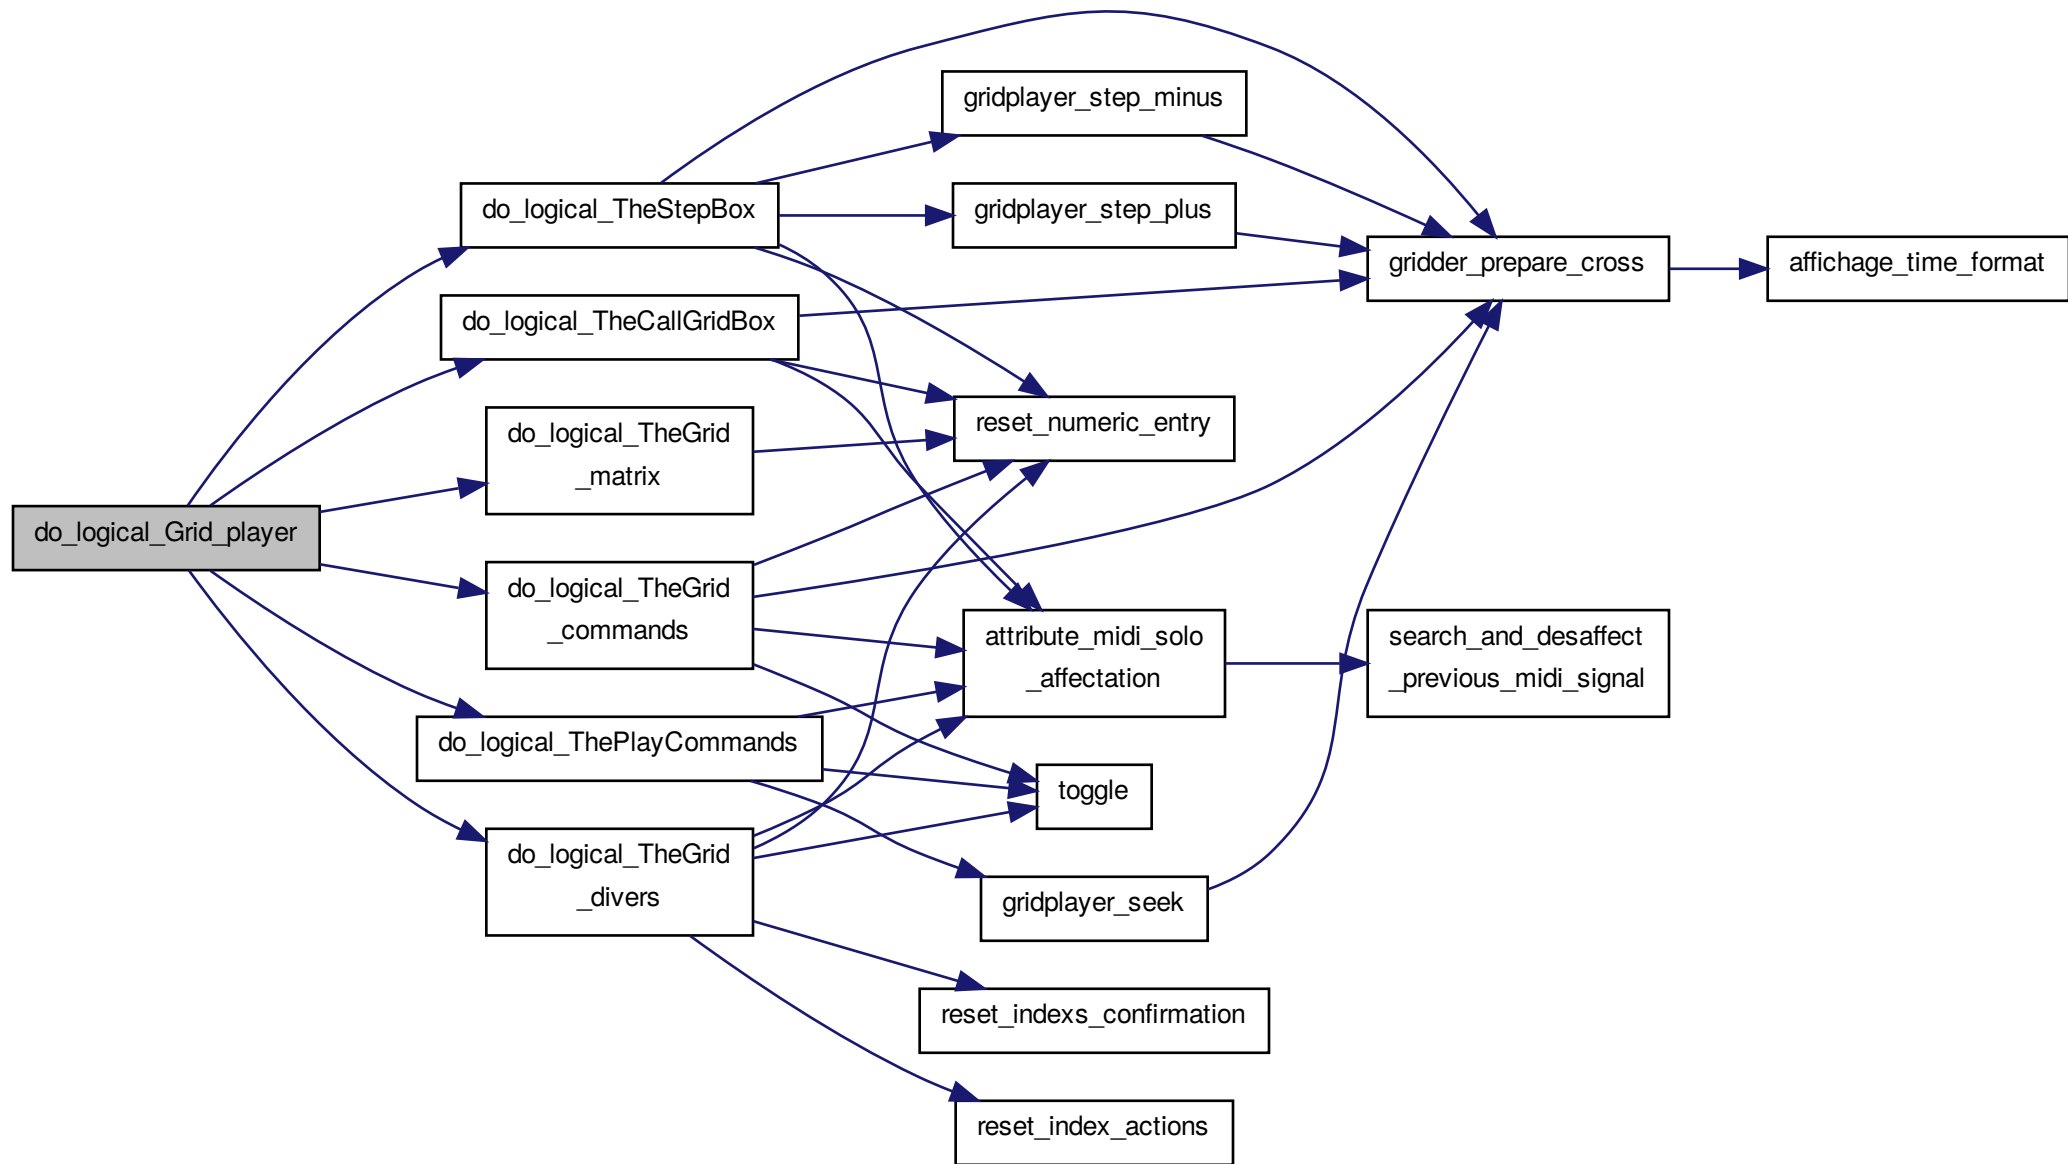 do_logical_Grid_player
do_logical_TheStepBox
do_logical_TheCallGridBox
do_logical_TheGrid
_matrix
do_logical_TheGrid
_commands
do_logical_ThePlayCommands
do_logical_TheGrid
_divers
gridplayer_step_minus
gridplayer_step_plus
reset_numeric_entry
attribute_midi_solo
_affectation
toggle
gridplayer_seek
reset_indexs_confirmation
reset_index_actions
gridder_prepare_cross
search_and_desaffect
_previous_midi_signal
affichage_time_format